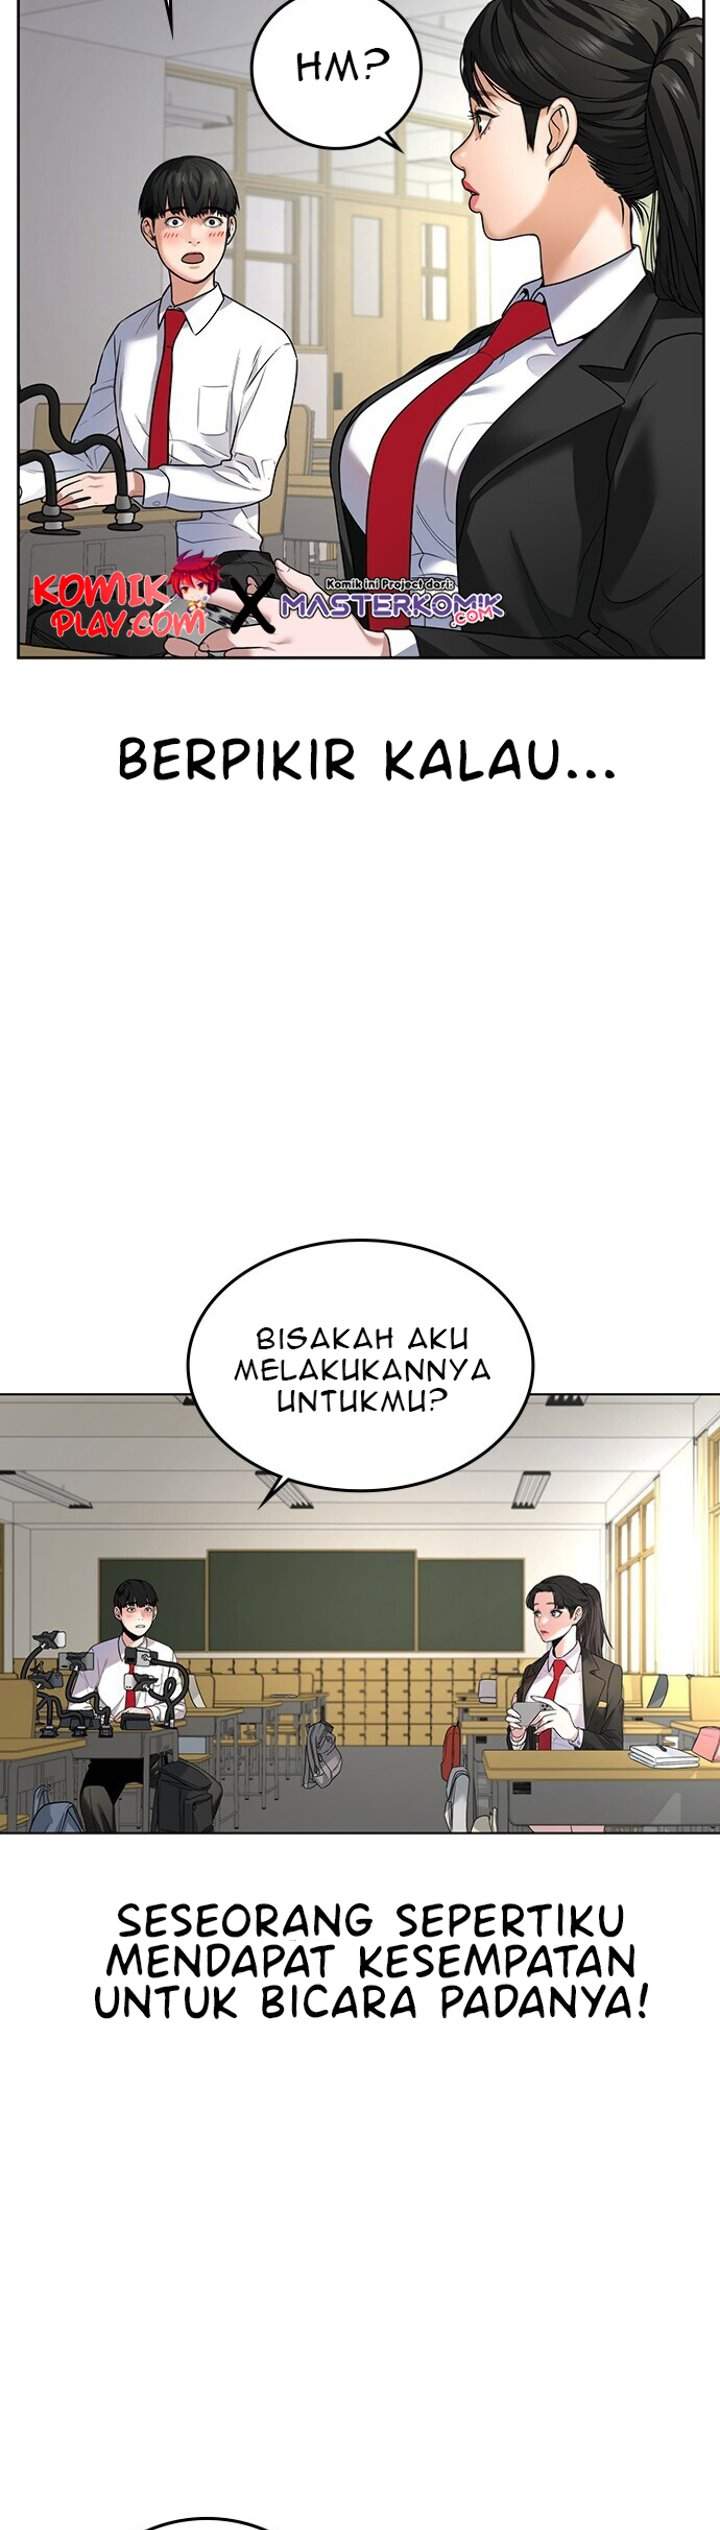 HM?
KOMIK
PLAY.COM
X
Komik ini Project dari:
MASTERKOMIK
.COM
BERPIKIR KALAU...
BISAKAH AKU
MELAKUKANNYA
UNTUKMU?
SESEORANG SEPERTIKU
MENDAPAT KESEMPATAN
UNTUK BICARA PADANYA!